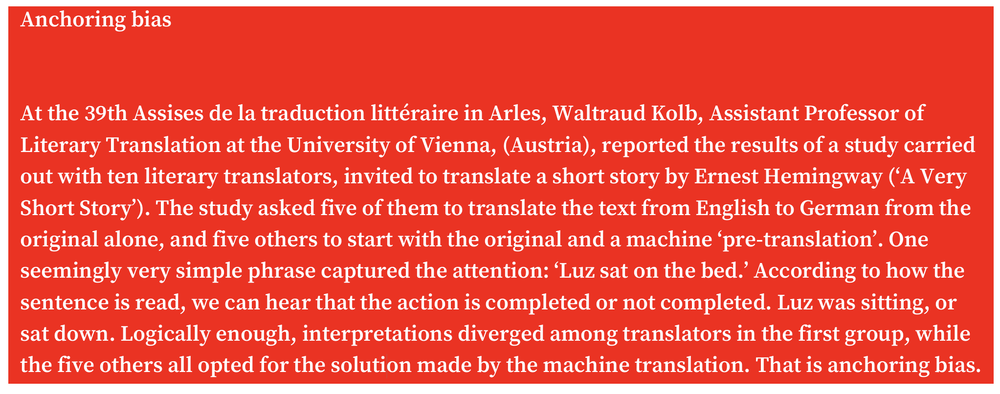 Anchoring bias
At the 39th Assises de la traduction littéraire in Arles, Waltraud Kolb, Assistant Professor of
Literary Translation at the University of Vienna, (Austria), reported the results of a study carried
out with ten literary translators, invited to translate a short story by Ernest Hemingway (‘A Very
Short Story’). The study asked five of them to translate the text from English to German from the
original alone, and five others to start with the original and a machine ‘pre-translation’. One
seemingly very simple phrase captured the attention: ‘Luz sat on the bed.’ According to how the
sentence is read, we can hear that the action is completed or not completed. Luz was sitting, or
sat down. Logically enough, interpretations diverged among translators in the first group, while
the five others all opted for the solution made by the machine translation. That is anchoring bias.